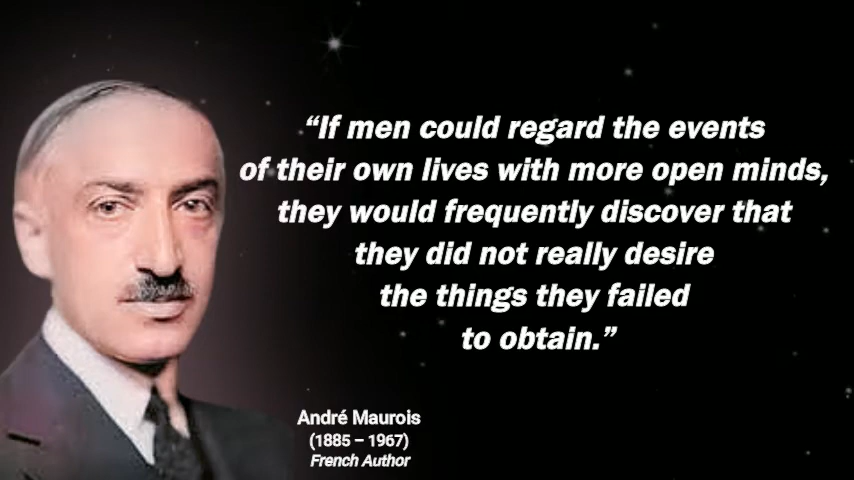 “If men could regard the events
of their own lives with more open minds,
they would frequently discover that
they did not really desire
the things they failed
to obtain.”
André Maurois
(1885 – 1967)
French Author